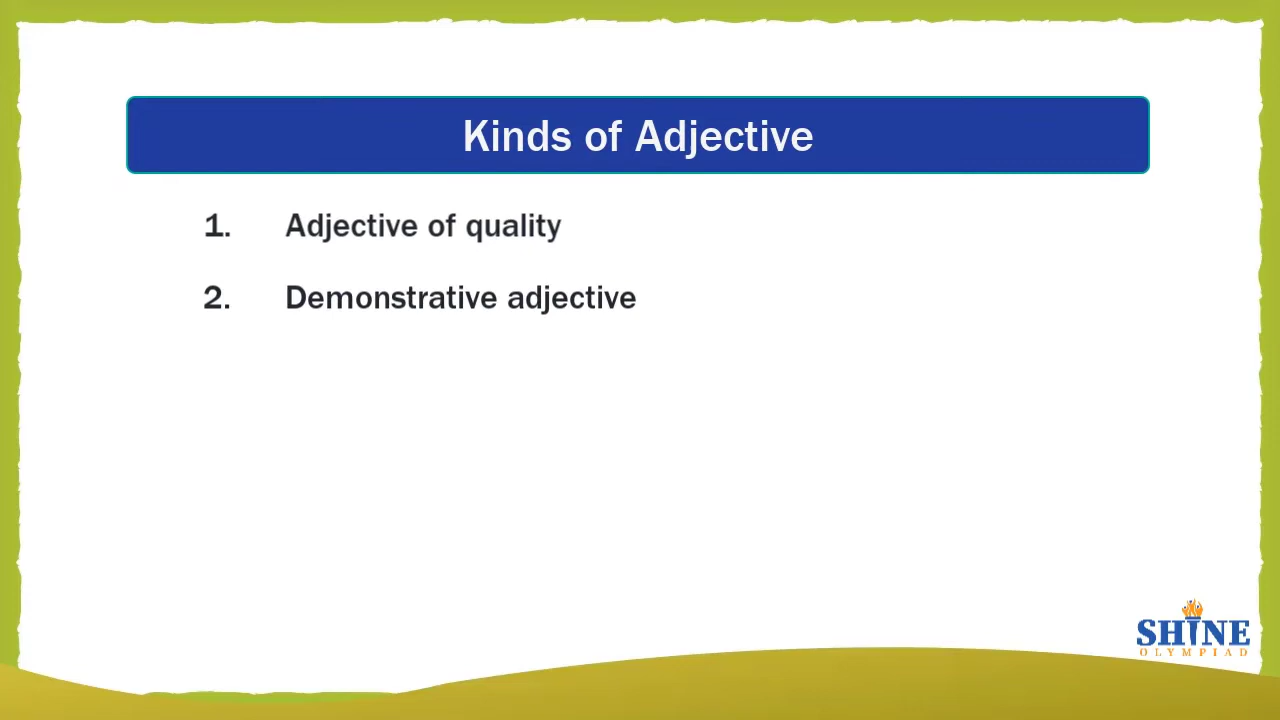 Kinds of Adjective
1. Adjective of quality
2. Demonstrative adjective
SHINE
OLYMPIAD